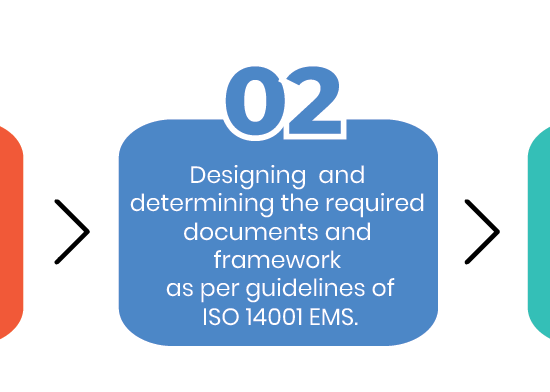 02
Designing and
determining the required
documents and
framework
as per guidelines of
ISO 14001 EMS.